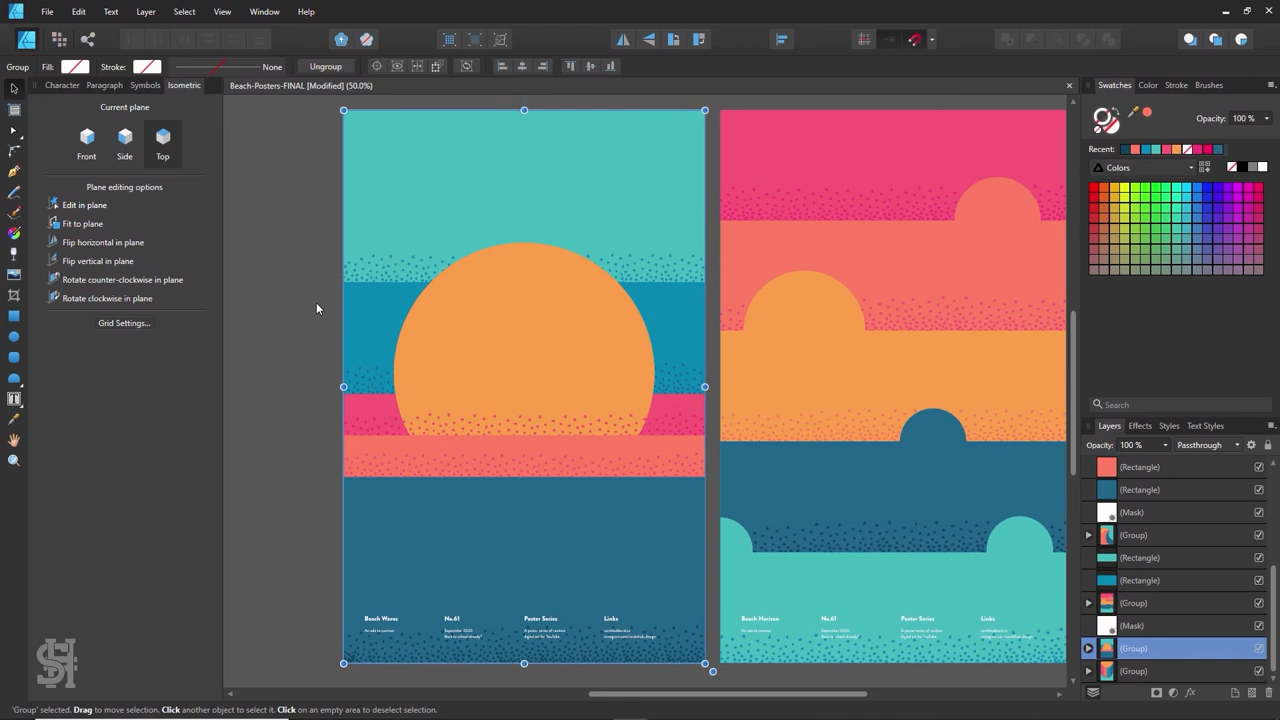 File Edit Text Layer Select View Window Help
Group Fill: Stroke: None Ungroup
Character Paragraph Symbols Isometric
Beach-Posters-FINAL [Modified] (50.0%)
Swatches Color Stroke Brushes
Current plane
Front Side Top
Plane editing options
Edit in plane
Fit to plane
Flip horizontal in plane
Flip vertical in plane
Rotate counter-clockwise in plane
Rotate clockwise in plane
Grid Settings...
Opacity: 100 %
Recent:
Colors
Search
Layers Effects Styles Text Styles
Opacity: 100 % Passthrough
(Rectangle)
(Rectangle)
(Mask)
(Group)
(Rectangle)
(Rectangle)
(Group)
(Mask)
(Group)
(Group)
Beach Waves No.61 Poster Series Links
September 2020
Beach Horizon No.61 Poster Series Links
September 2020
'Group' selected. Drag to move selection. Click another object to select it. Click on an empty area to deselect selection.